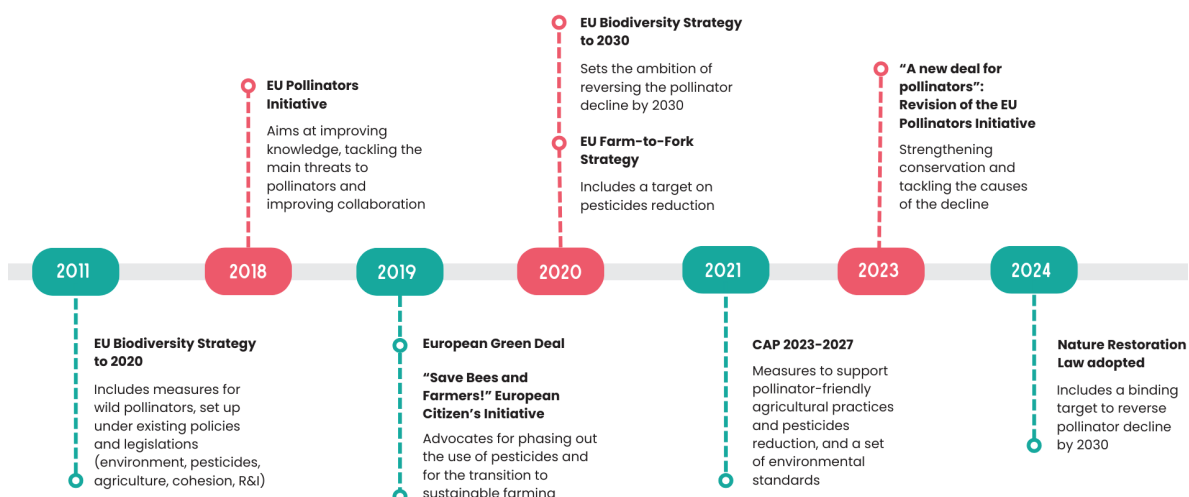 EU Biodiversity Strategy
to 2030
Sets the ambition of
reversing the pollinator
decline by 2030
EU Farm-to-Fork
Strategy
Includes a target on
pesticides reduction
EU Pollinators
Initiative
Aims at improving
knowledge, tackling the
main threats to
pollinators and
improving collaboration
“A new deal for
pollinators”:
Revision of the EU
Pollinators Initiative
Strengthening
conservation and
tackling the causes
of the decline
2011
2018
2019
2020
2021
2023
2024
EU Biodiversity Strategy
to 2020
Includes measures for
wild pollinators, set up
under existing policies
and legislations
(environment, pesticides,
agriculture, cohesion, R&I)
European Green Deal
“Save Bees and
Farmers!” European
Citizen’s Initiative
Advocates for phasing out
the use of pesticides and
for the transition to
sustainable farming
CAP 2023-2027
Measures to support
pollinator-friendly
agricultural practices
and pesticides
reduction, and a set
of environmental
standards
Nature Restoration
Law adopted
Includes a binding
target to reverse
pollinator decline
by 2030